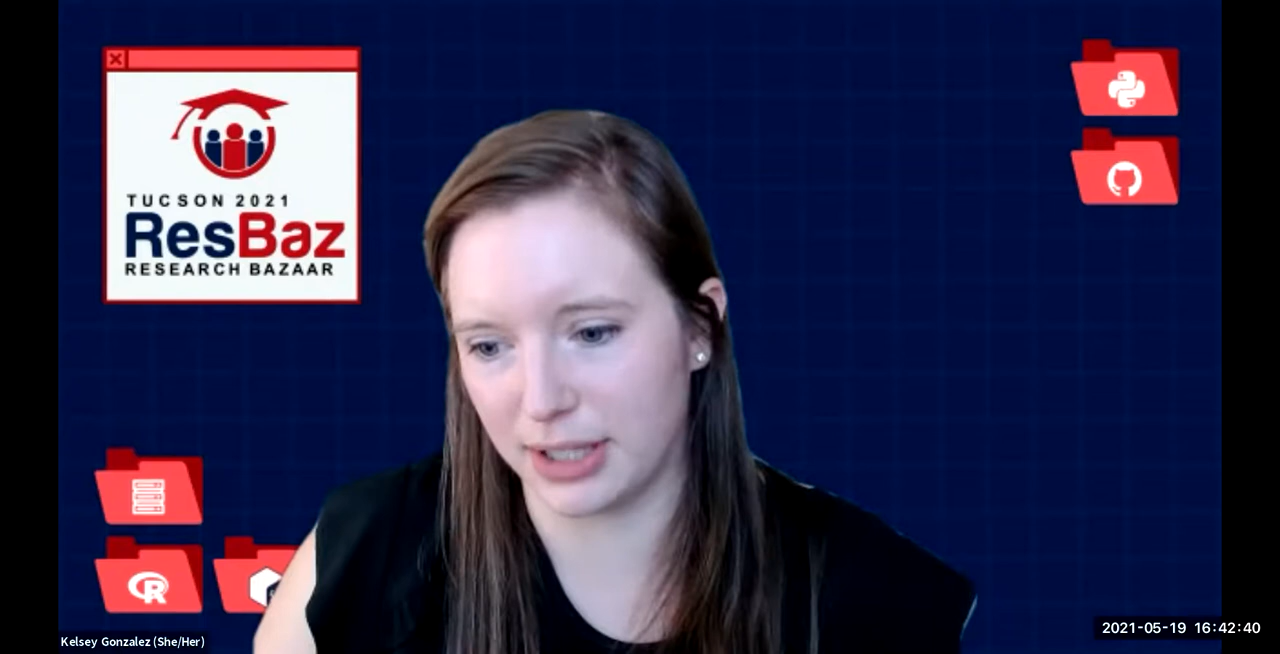 TUCSON 2021
ResBaz
RESEARCH BAZAAR
R
Kelsey Gonzalez (She/Her)
2021-05-19 16:42:40